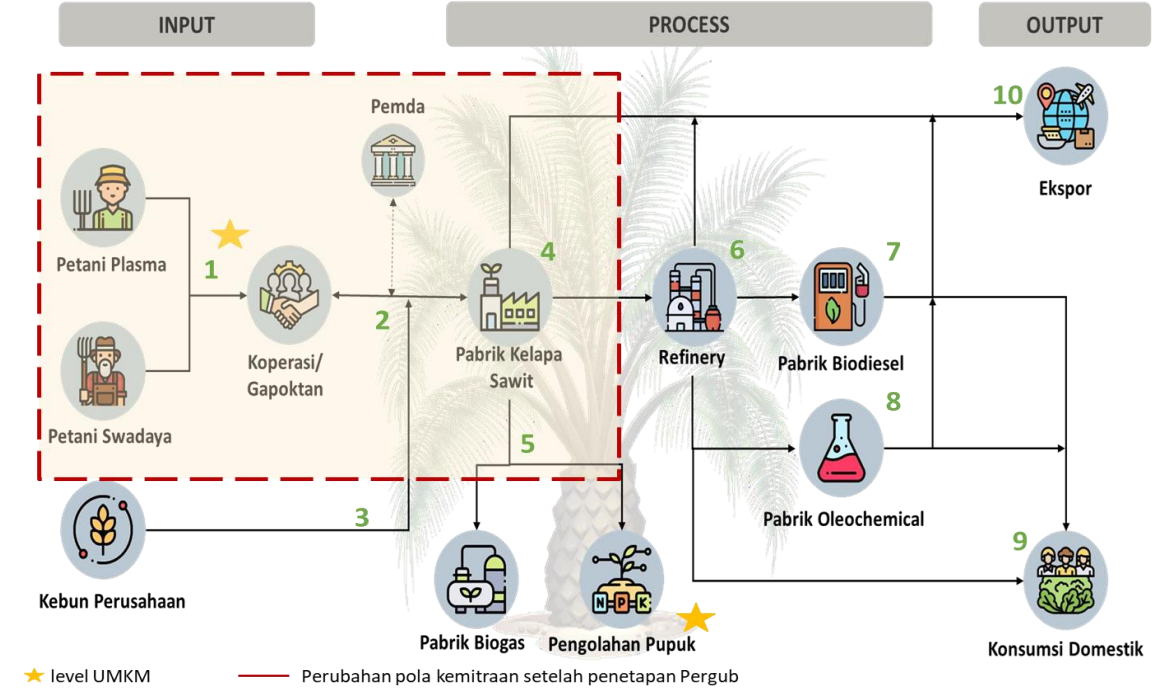 INPUT
PROCESS
OUTPUT
Pemda
10
Ekspor
Petani Plasma
1
2
4
6
7
Koperasi/
Gapoktan
Pabrik Kelapa
Sawit
Refinery
Pabrik Biodiesel
Petani Swadaya
5
8
Pabrik Oleochemical
3
9
Kebun Perusahaan
N P K
Pabrik Biogas
Pengolahan Pupuk
Konsumsi Domestik
level UMKM
Perubahan pola kemitraan setelah penetapan Pergub